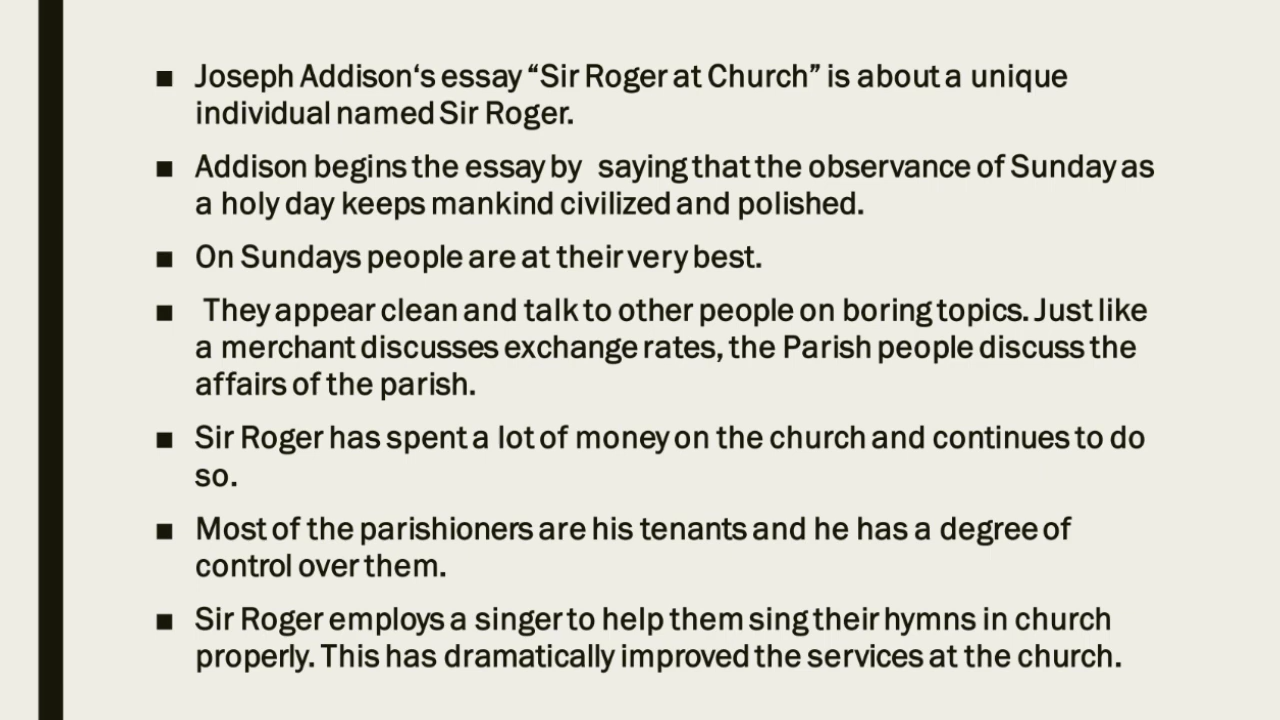 ■ Joseph Addison‘s essay “Sir Roger at Church” is about a unique
individual named Sir Roger.
■ Addison begins the essay by saying that the observance of Sunday as
a holy day keeps mankind civilized and polished.
■ On Sundays people are at their very best.
■ They appear clean and talk to other people on boring topics. Just like
a merchant discusses exchange rates, the Parish people discuss the
affairs of the parish.
■ Sir Roger has spent a lot of money on the church and continues to do
so.
■ Most of the parishioners are his tenants and he has a degree of
control over them.
■ Sir Roger employs a singer to help them sing their hymns in church
properly. This has dramatically improved the services at the church.